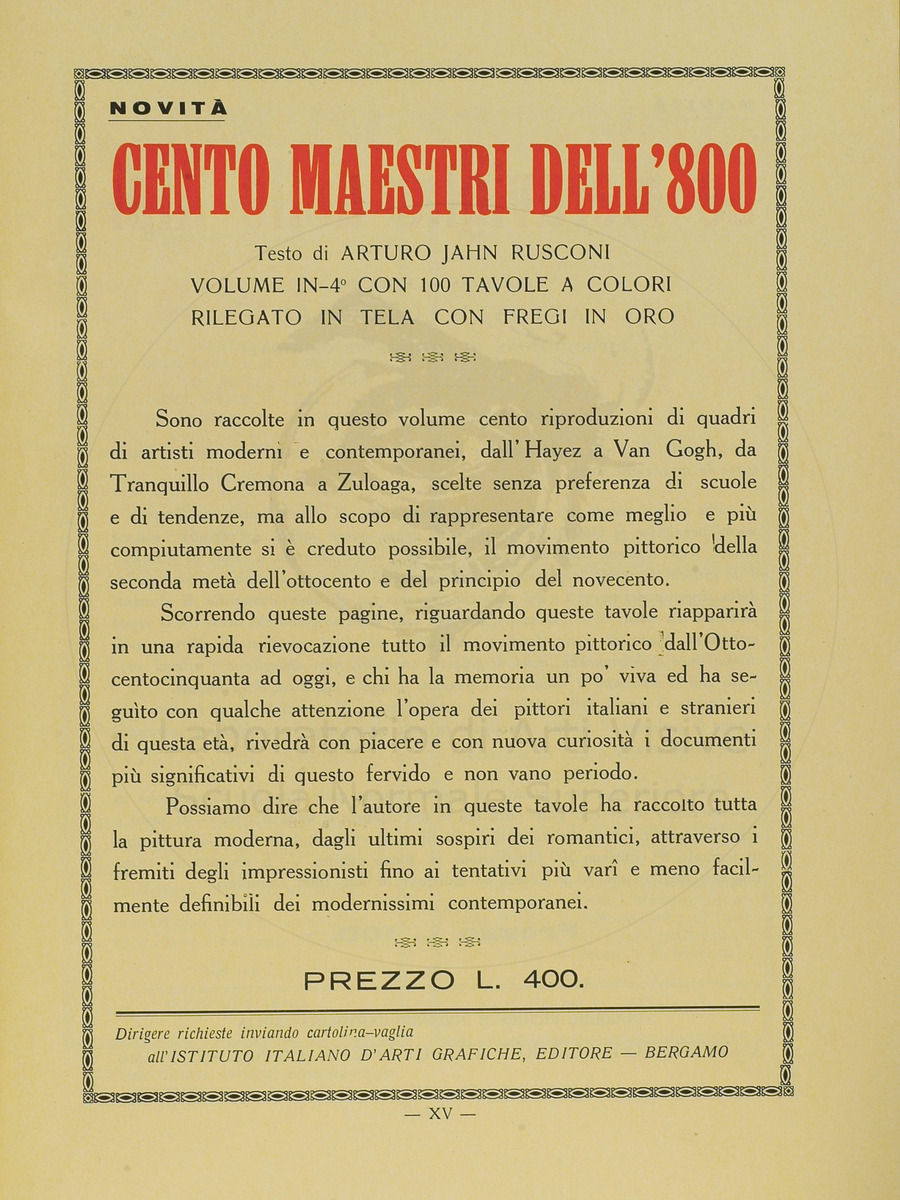 NOVITÀ
CENTO MAESTRI DELL'800
Testo di ARTURO JAHN RUSCONI
VOLUME IN-4º CON 100 TAVOLE A COLORI
RILEGATO IN TELA CON FREGI IN ORO
Sono raccolte in questo volume cento riproduzioni di quadri
di artisti moderni e contemporanei, dall'Hayez a Van Gogh, da
Tranquillo Cremona a Zuloaga, scelte senza preferenza di scuole
e di tendenze, ma allo scopo di rappresentare come meglio e più
compiutamente si è creduto possibile, il movimento pittorico della
seconda metà dell'ottocento e del principio del novecento.
Scorrendo queste pagine, riguardando queste tavole riapparirà
in una rapida rievocazione tutto il movimento pittorico dall'Otto-
centocinquanta ad oggi, e chi ha la memoria un po' viva ed ha se-
guìto con qualche attenzione l'opera dei pittori italiani e stranieri
di questa età, rivedrà con piacere e con nuova curiosità i documenti
più significativi di questo fervido e non vano periodo.
Possiamo dire che l'autore in queste tavole ha raccolto tutta
la pittura moderna, dagli ultimi sospiri dei romantici, attraverso i
fremiti degli impressionisti fino ai tentativi più varî e meno facil-
mente definibili dei modernissimi contemporanei.
PREZZO L. 400.
Dirigere richieste inviando cartolina-vaglia
all'ISTITUTO ITALIANO D'ARTI GRAFICHE, EDITORE — BERGAMO
— XV —